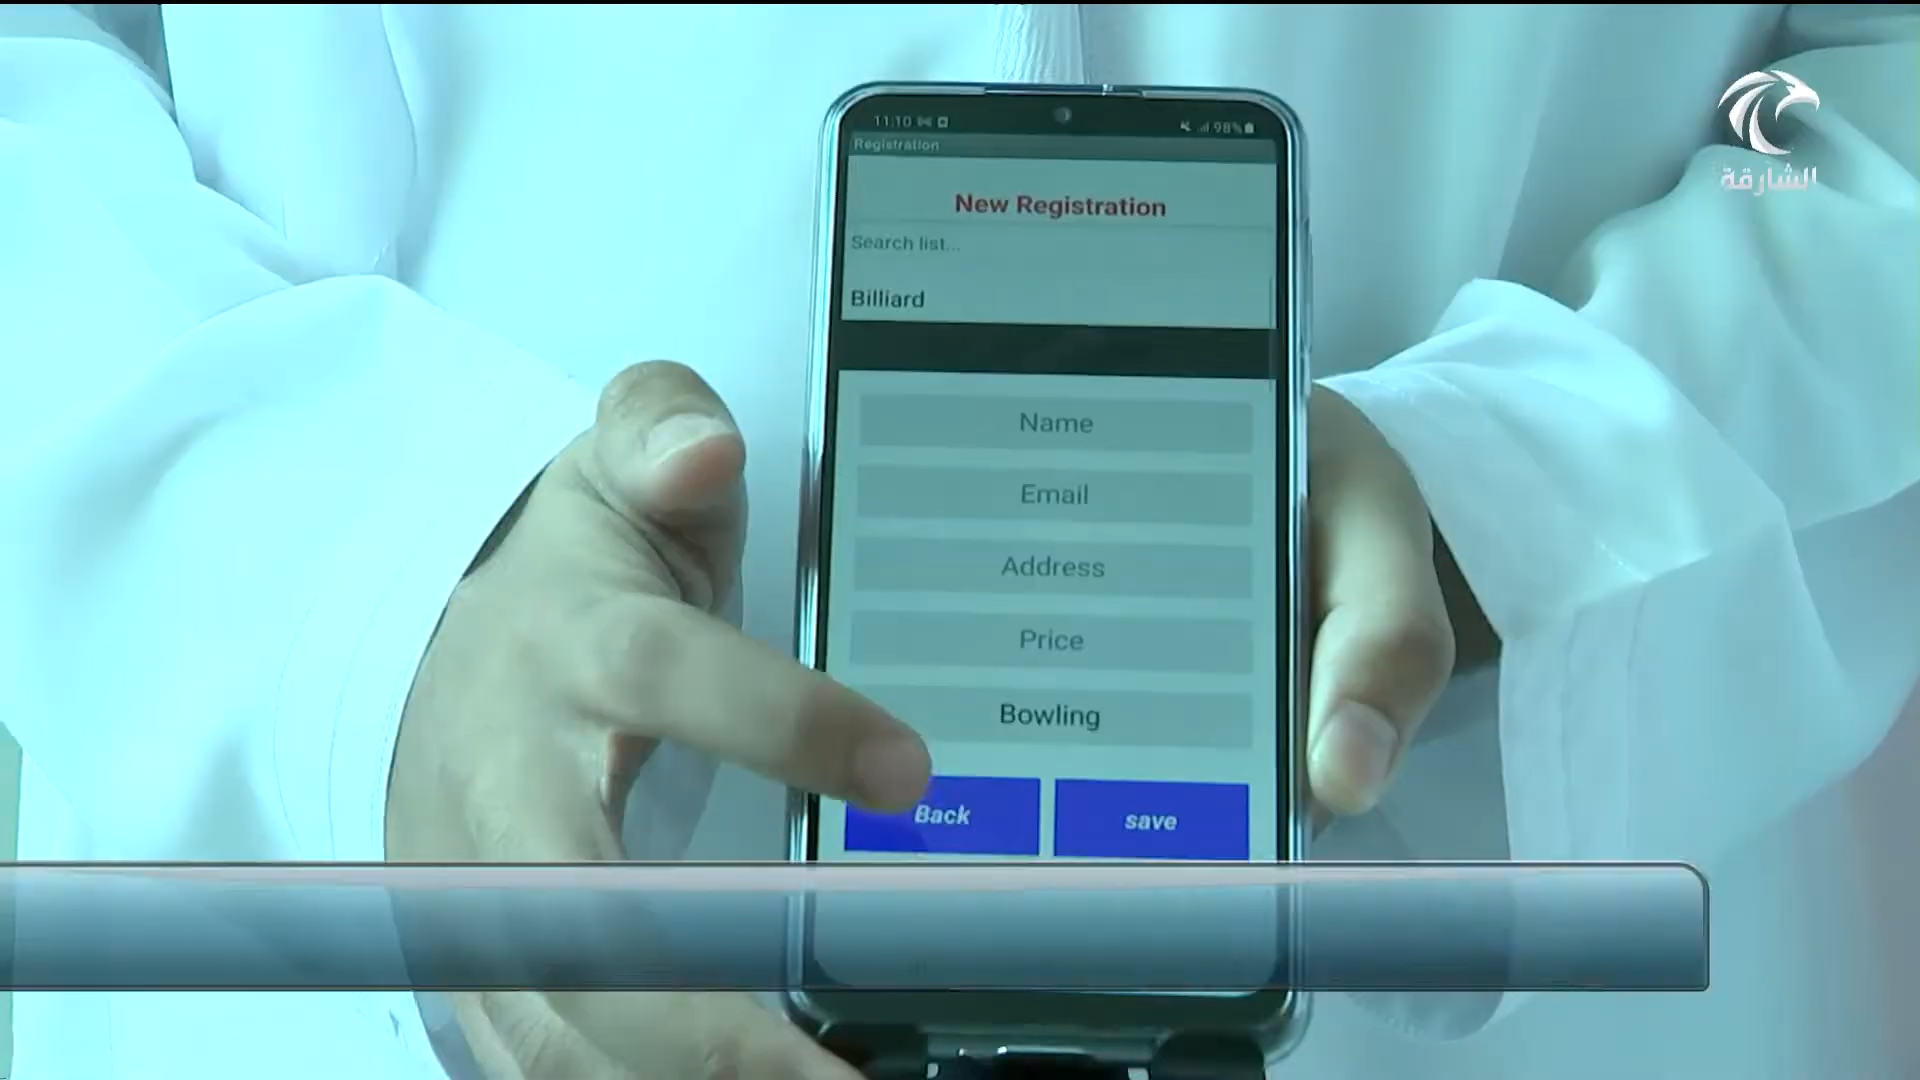 11:10
98%
Registration
New Registration
Search list...
Billiard
Name
Email
Address
Price
Bowling
Back
save
الشارقة